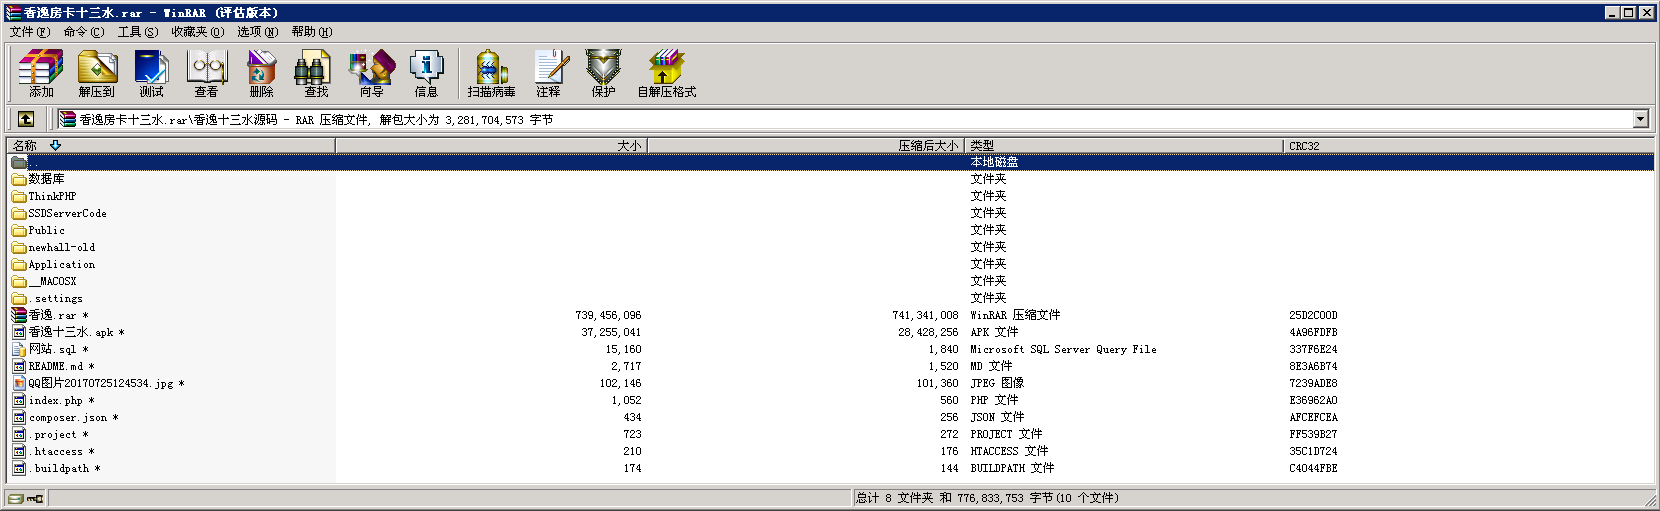 香逸房卡十三水.rar - WinRAR (评估版本)
文件(F) 命令(C) 工具(S) 收藏夹(O) 选项(N) 帮助(H)
添加 解压到 测试 查看 删除 查找 向导 信息 扫描病毒 注释 保护 自解压格式
香逸房卡十三水.rar\香逸十三水源码 - RAR 压缩文件, 解包大小为 3,281,704,573 字节
名称 大小 压缩后大小 类型 CRC32
.. 本地磁盘
数据库 文件夹
ThinkPHP 文件夹
SSDServerCode 文件夹
Public 文件夹
newhall-old 文件夹
Application 文件夹
__MACOSX 文件夹
.settings 文件夹
香逸.rar * 739,456,096 741,341,008 WinRAR 压缩文件 25D2C00D
香逸十三水.apk * 37,255,041 28,428,256 APK 文件 4A96FDFB
网站.sql * 15,160 1,840 Microsoft SQL Server Query File 337F6E24
README.md * 2,717 1,520 MD 文件 8E3A6B74
QQ图片20170725124534.jpg * 102,146 101,360 JPEG 图像 7239ADE8
index.php * 1,052 560 PHP 文件 E36962A0
composer.json * 434 256 JSON 文件 AFCEFCEA
.project * 723 272 PROJECT 文件 FF539B27
.htaccess * 210 176 HTACCESS 文件 35C1D724
.buildpath * 174 144 BUILDPATH 文件 C4044FBE
总计 8 文件夹 和 776,833,753 字节(10 个文件)